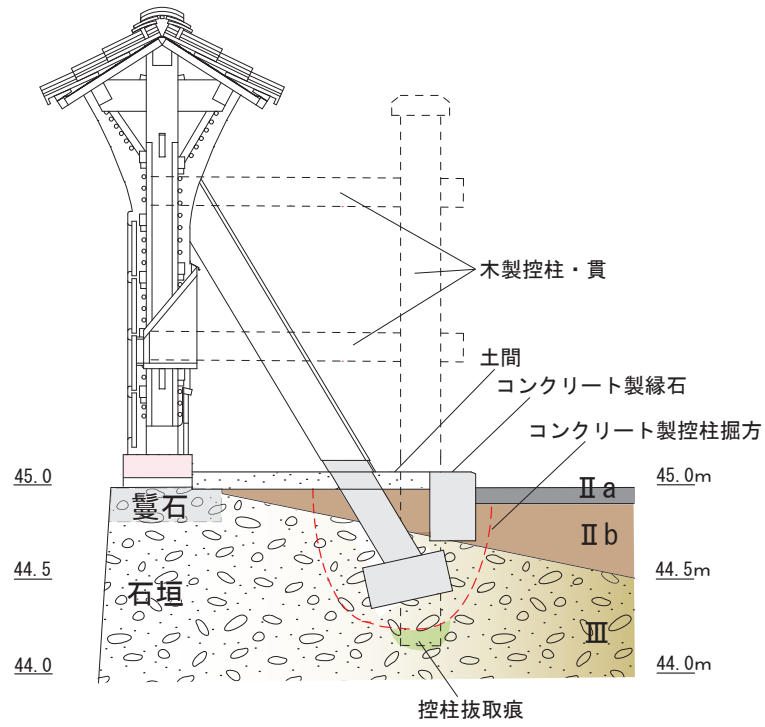 木製控柱・貫
土間
コンクリート製縁石
コンクリート製控柱掘方
45.0
45.0m
鬘石
Ⅱa
Ⅱb
44.5
44.5m
石垣
Ⅲ
44.0
44.0m
控柱抜取痕